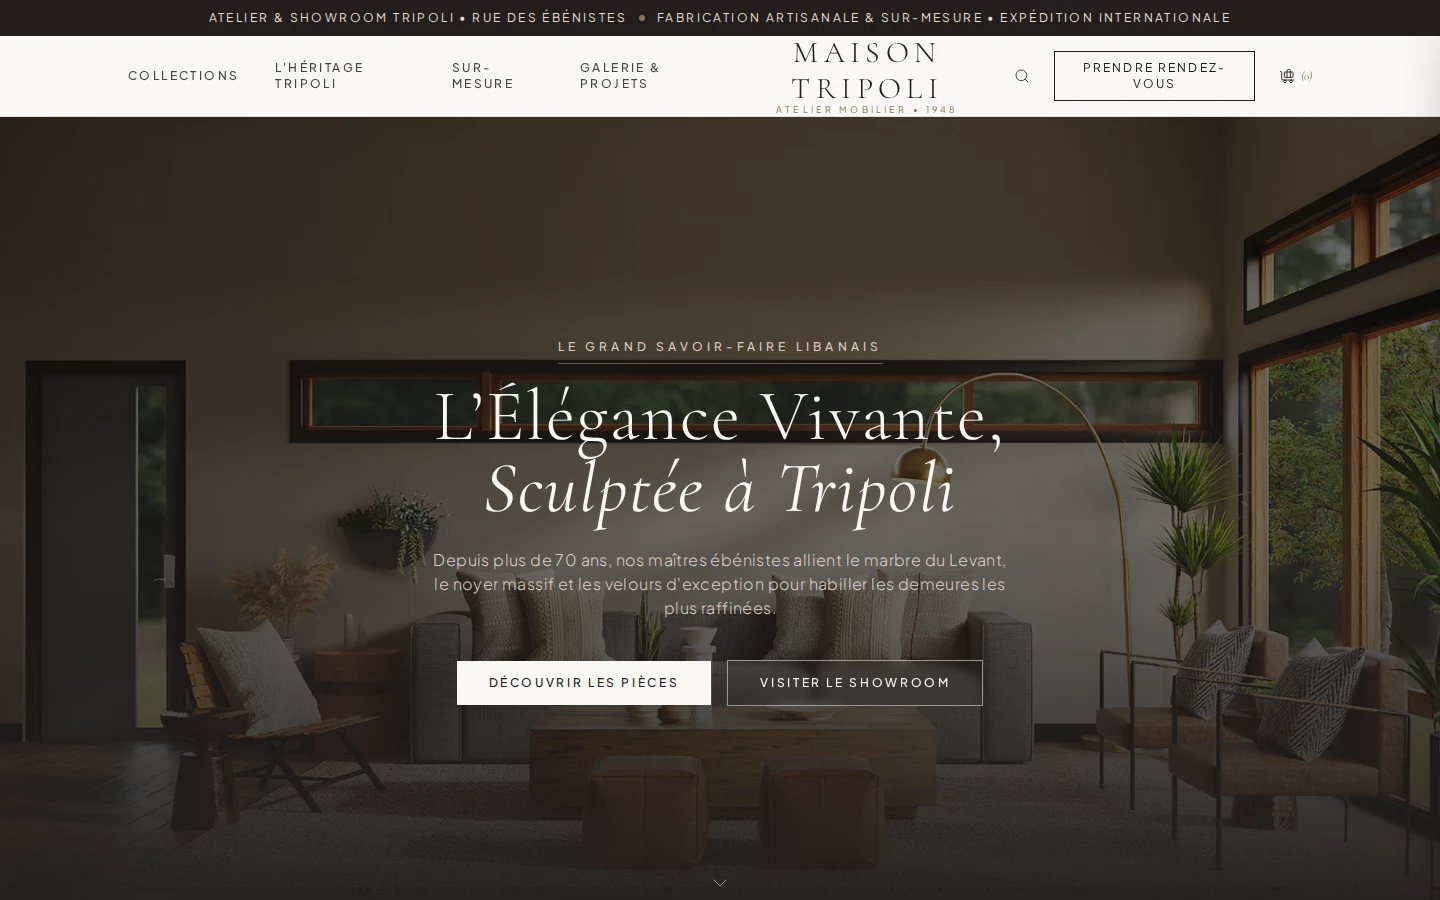 ATELIER & SHOWROOM TRIPOLI • RUE DES ÉBÉNISTES ● FABRICATION ARTISANALE & SUR-MESURE • EXPÉDITION INTERNATIONALE
COLLECTIONS
L'HÉRITAGE
TRIPOLI
SUR-
MESURE
GALERIE &
PROJETS
MAISON
TRIPOLI
ATELIER MOBILIER • 1948
PRENDRE RENDEZ-
VOUS
(0)
LE GRAND SAVOIR-FAIRE LIBANAIS
L’Élégance Vivante,
Sculptée à Tripoli
Depuis plus de 70 ans, nos maîtres ébénistes allient le marbre du Levant,
le noyer massif et les velours d'exception pour habiller les demeures les
plus raffinées.
DÉCOUVRIR LES PIÈCES
VISITER LE SHOWROOM